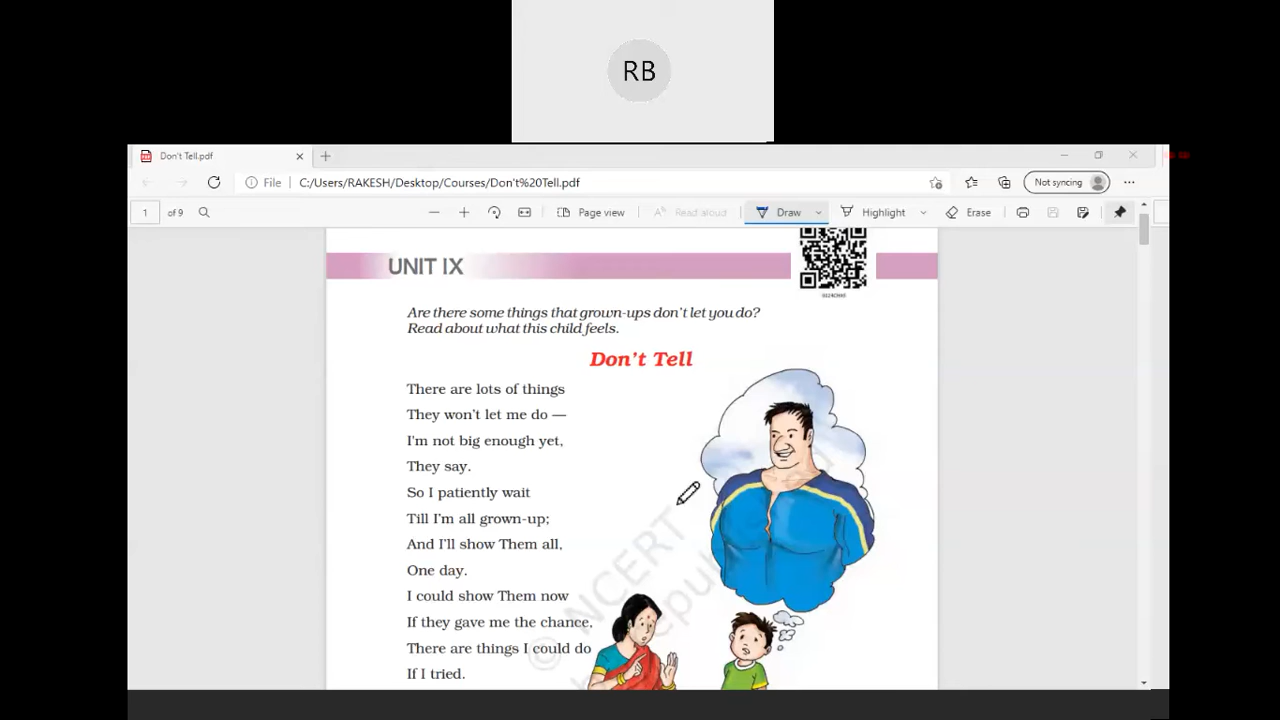 RB
Don't Tell.pdf
File C:/Users/RAKESH/Desktop/Courses/Don't%20Tell.pdf Not syncing
1 of 9 Page view Read aloud Draw Highlight Erase
UNIT IX
Are there some things that grown-ups don't let you do?
Read about what this child feels.
Don't Tell
There are lots of things
They won't let me do —
I'm not big enough yet,
They say.
So I patiently wait
Till I'm all grown-up;
And I'll show Them all,
One day.
I could show Them now
If they gave me the chance,
There are things I could do
If I tried.
© NCERT